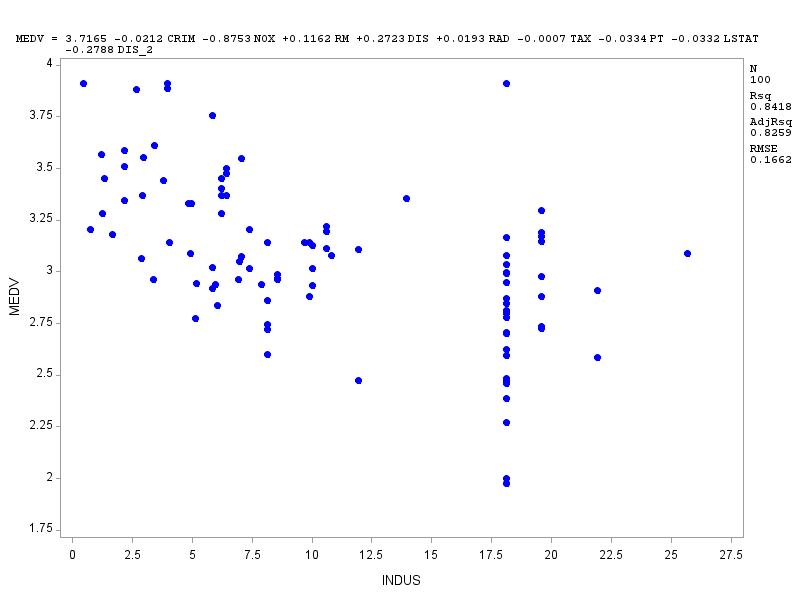 MEDV = 3.7165 -0.0212 CRIM -0.8753 NOX +0.1162 RM +0.2723 DIS +0.0193 RAD -0.0007 TAX -0.0334 PT -0.0332 LSTAT
-0.2788 DIS_2
N
100
Rsq
0.8418
AdjRsq
0.8259
RMSE
0.1662
4
3.75
3.5
3.25
3
2.75
2.5
2.25
2
1.75
MEDV
0 2.5 5 7.5 10 12.5 15 17.5 20 22.5 25 27.5
INDUS